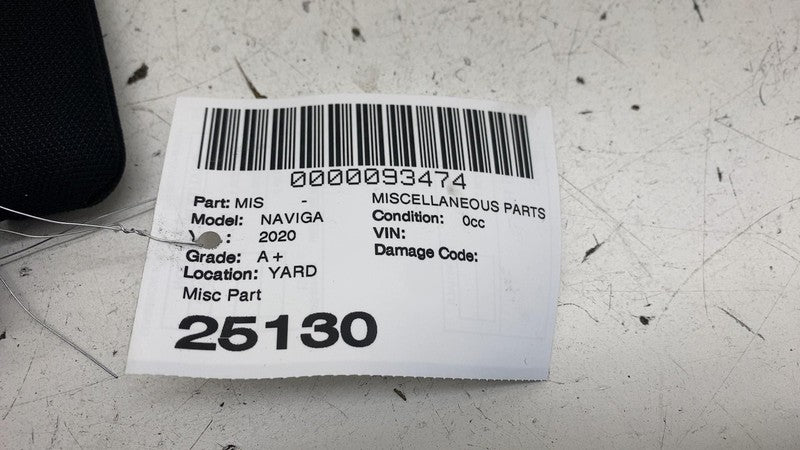 0000093474
Part: MIS - MISCELLANEOUS PARTS
Model: NAVIGA Condition: 0cc
Y : 2020 VIN:
Grade: A+ Damage Code:
Location: YARD
Misc Part
25130